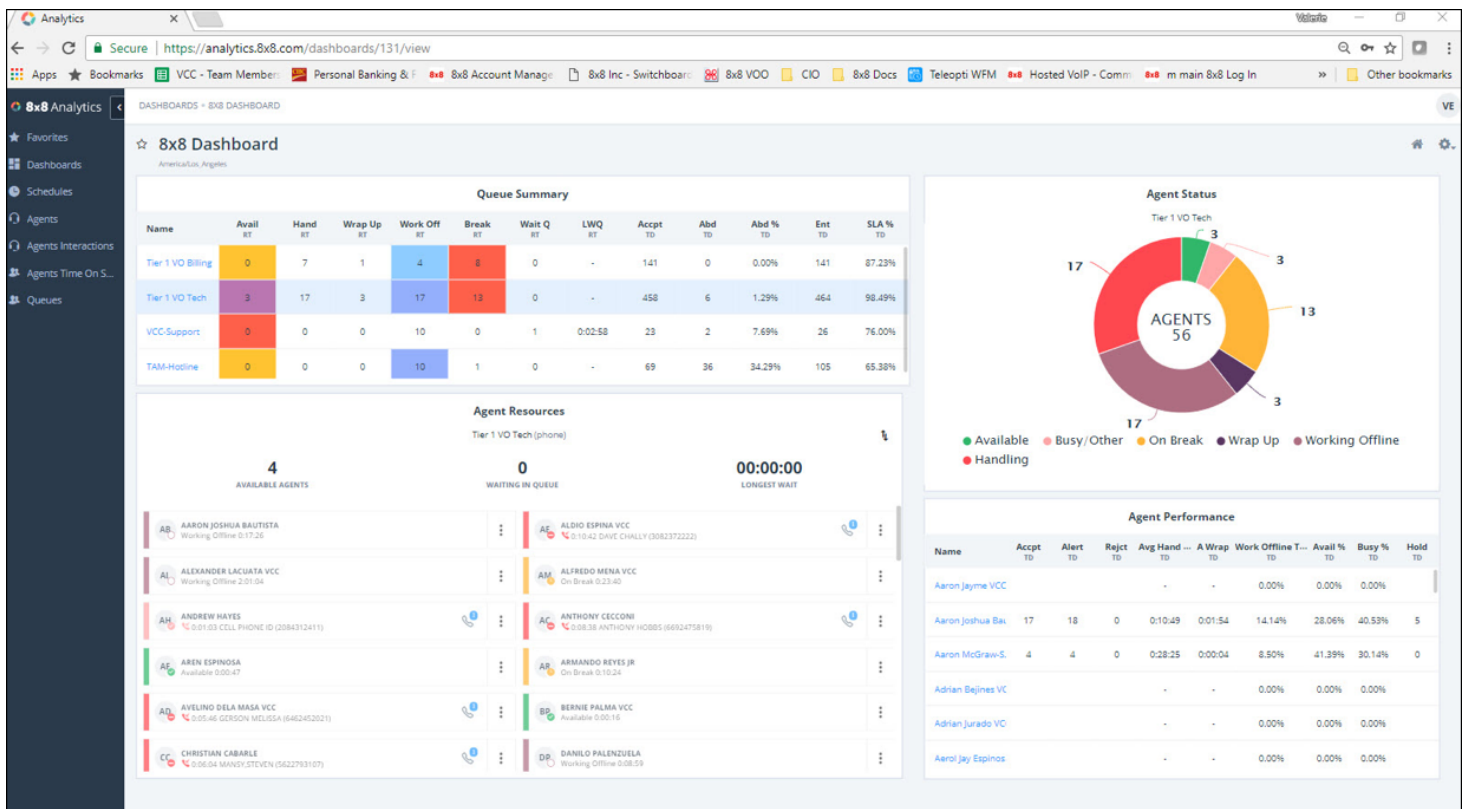 Analytics
Valerie
Secure | https://analytics.8x8.com/dashboards/131/view
Apps Bookmarks VCC - Team Member: Personal Banking & F 8x8 Account Manage 8x8 Inc - Switchboard 8x8 VOO CIO 8x8 Docs Teleopti WFM Hosted VoIP - Comm m main 8x8 Log In » Other bookmarks
8x8 Analytics
DASHBOARDS • 8X8 DASHBOARD
VE
Favorites
Dashboards
Schedules
Agents
Agents Interactions
Agents Time On S...
Queues
8x8 Dashboard
America/Los_Angeles
Queue Summary
Name Avail Hand Wrap Up Work Off Break Wait Q LWQ Accpt Abd Abd % Ent SLA %
RT RT RT RT RT RT RT TD TD TD TD TD
Tier 1 VO Billing 0 7 1 4 8 0 - 141 0 0.00% 141 87.23%
Tier 1 VO Tech 3 17 3 17 13 0 - 458 6 1.29% 464 98.49%
VCC-Support 0 0 0 10 0 1 0:02:58 23 2 7.69% 26 76.00%
TAM-Hotline 0 0 0 10 1 0 - 69 36 34.29% 105 65.38%
Agent Resources
Tier 1 VO Tech (phone)
4 0 00:00:00
AVAILABLE AGENTS WAITING IN QUEUE LONGEST WAIT
AB AARON JOSHUA BAUTISTA
Working Offline 0:17:26
AE ALDIO ESPINA VCC
0:10:42 DAVE CHALLY (3082372222)
AL ALEXANDER LACUATA VCC
Working Offline 2:01:04
AM ALFREDO MENA VCC
On Break 0:23:40
AH ANDREW HAYES
0:01:03 CELL PHONE ID (2084312411)
AC ANTHONY CECCONI
0:08:38 ANTHONY HOBBS (6692475819)
AE AREN ESPINOSA
Available 0:00:47
AR ARMANDO REYES JR
On Break 0:10:24
AD AVELINO DELA MASA VCC
0:05:46 GERSON MELISSA (6462452021)
BP BERNIE PALMA VCC
Available 0:00:16
CC CHRISTIAN CABARLE
0:06:04 MANSY,STEVEN (5622793107)
DP DANILO PALENZUELA
Working Offline 0:08:59
Agent Status
Tier 1 VO Tech
3
3
17
13
AGENTS
56
3
17
Available Busy/Other On Break Wrap Up Working Offline
Handling
Agent Performance
Name Accpt Alert Rejct Avg Hand ... A Wrap Work Offline T... Avail % Busy % Hold
TD TD TD TD TD TD TD TD TD
Aaron Jayme VCC - - 0.00% 0.00% 0.00%
Aaron Joshua Bau 17 18 0 0:10:49 0:01:54 14.14% 28.06% 40.53% 5
Aaron McGraw-S. 4 4 0 0:28:25 0:00:04 8.50% 41.39% 30.14% 0
Adrian Bejines VC - - 0.00% 0.00% 0.00%
Adrian Jurado VC - - 0.00% 0.00% 0.00%
Aerol Jay Espinos - - 0.00% 0.00% 0.00%